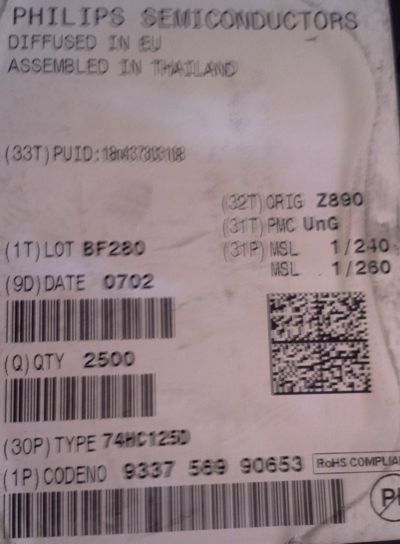 PHILIPS SEMICONDUCTORS
DIFFUSED IN EU
ASSEMBLED IN THAILAND
(33T)PUID:
(32T)ORIG Z890
(31T)PMC UnG
(1T)LOT BF280
(31P)MSL 1/240
MSL 1/260
(9D)DATE 0702
(Q)QTY 2500
(30P)TYPE 74HC125D
(1P)CODENO 9337 569 90653
RoHS COMPLIA